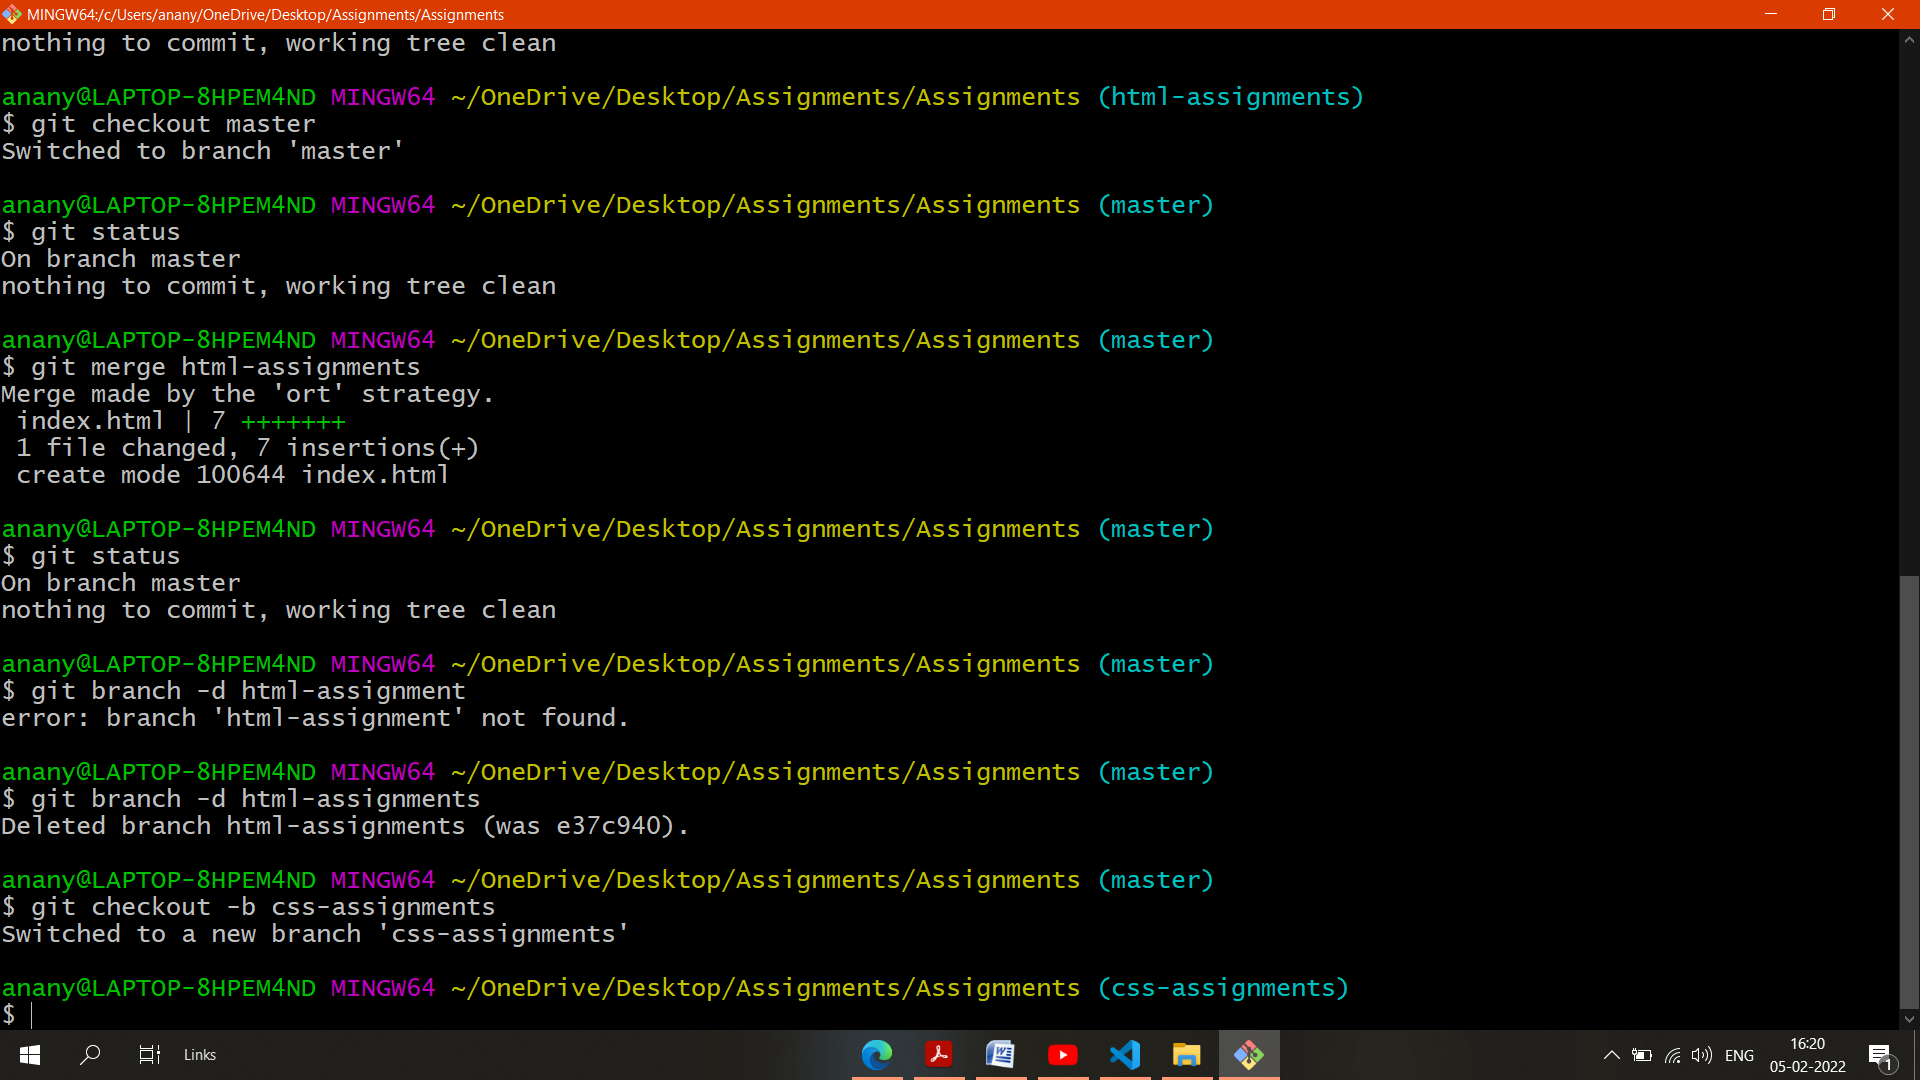 MINGW64:/c/Users/anany/OneDrive/Desktop/Assignments/Assignments
nothing to commit, working tree clean
anany@LAPTOP-8HPEM4ND MINGW64 ~/OneDrive/Desktop/Assignments/Assignments (html-assignments)
$ git checkout master
Switched to branch 'master'
anany@LAPTOP-8HPEM4ND MINGW64 ~/OneDrive/Desktop/Assignments/Assignments (master)
$ git status
On branch master
nothing to commit, working tree clean
anany@LAPTOP-8HPEM4ND MINGW64 ~/OneDrive/Desktop/Assignments/Assignments (master)
$ git merge html-assignments
Merge made by the 'ort' strategy.
 index.html | 7 +++++++
 1 file changed, 7 insertions(+)
 create mode 100644 index.html
anany@LAPTOP-8HPEM4ND MINGW64 ~/OneDrive/Desktop/Assignments/Assignments (master)
$ git status
On branch master
nothing to commit, working tree clean
anany@LAPTOP-8HPEM4ND MINGW64 ~/OneDrive/Desktop/Assignments/Assignments (master)
$ git branch -d html-assignment
error: branch 'html-assignment' not found.
anany@LAPTOP-8HPEM4ND MINGW64 ~/OneDrive/Desktop/Assignments/Assignments (master)
$ git branch -d html-assignments
Deleted branch html-assignments (was e37c940).
anany@LAPTOP-8HPEM4ND MINGW64 ~/OneDrive/Desktop/Assignments/Assignments (master)
$ git checkout -b css-assignments
Switched to a new branch 'css-assignments'
anany@LAPTOP-8HPEM4ND MINGW64 ~/OneDrive/Desktop/Assignments/Assignments (css-assignments)
$
Links
ENG
16:20
05-02-2022
1